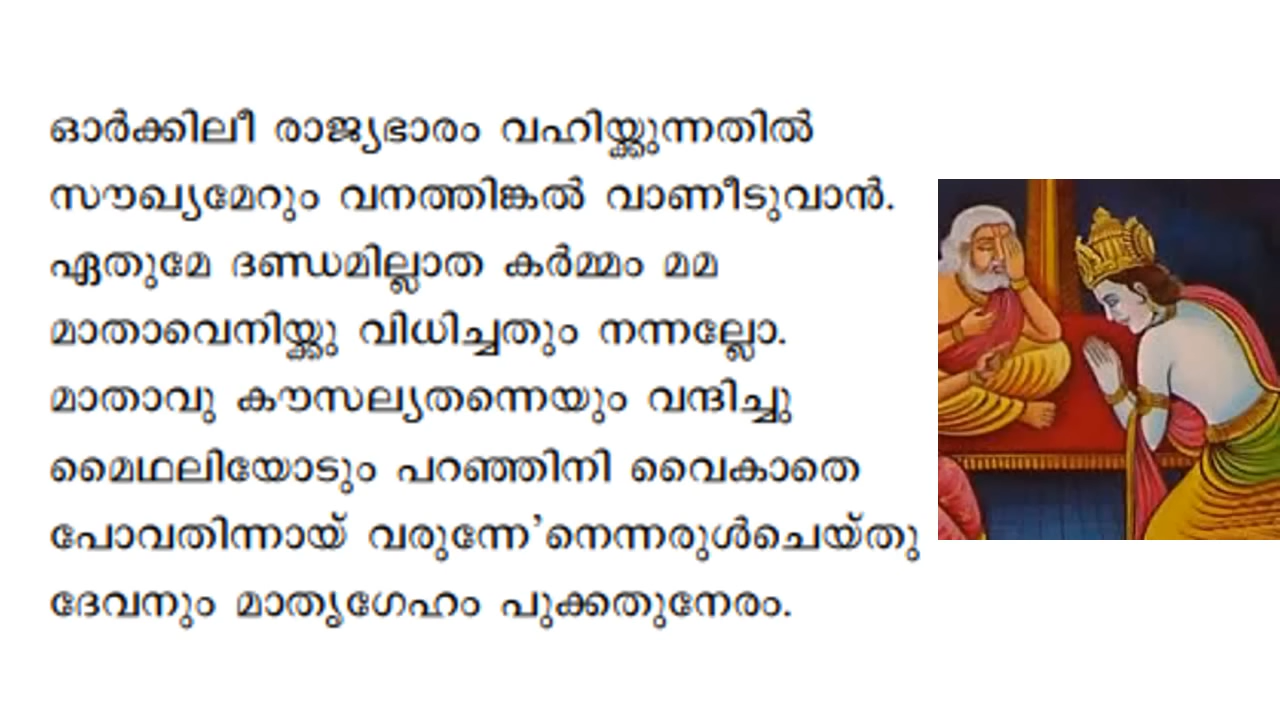 ഓർക്കിലീ രാജ്യഭാരം വഹിയ്ക്കുന്നതിൽ
സൗഖ്യമേറും വനത്തിങ്കൽ വാണീടുവാൻ.
ഏതുമേ ദണ്ഡമില്ലാത കർമ്മം മമ
മാതാവെനിയ്ക്കു വിധിച്ചതും നന്നല്ലോ.
മാതാവു കൗസല്യതന്നെയും വന്ദിച്ചു
മൈഥലിയോടും പറഞ്ഞിനി വൈകാതെ
പോവതിന്നായ് വരുന്നേ’നെന്നരുൾചെയ്തു
ദേവനും മാതൃഗേഹം പുക്കതുനേരം.